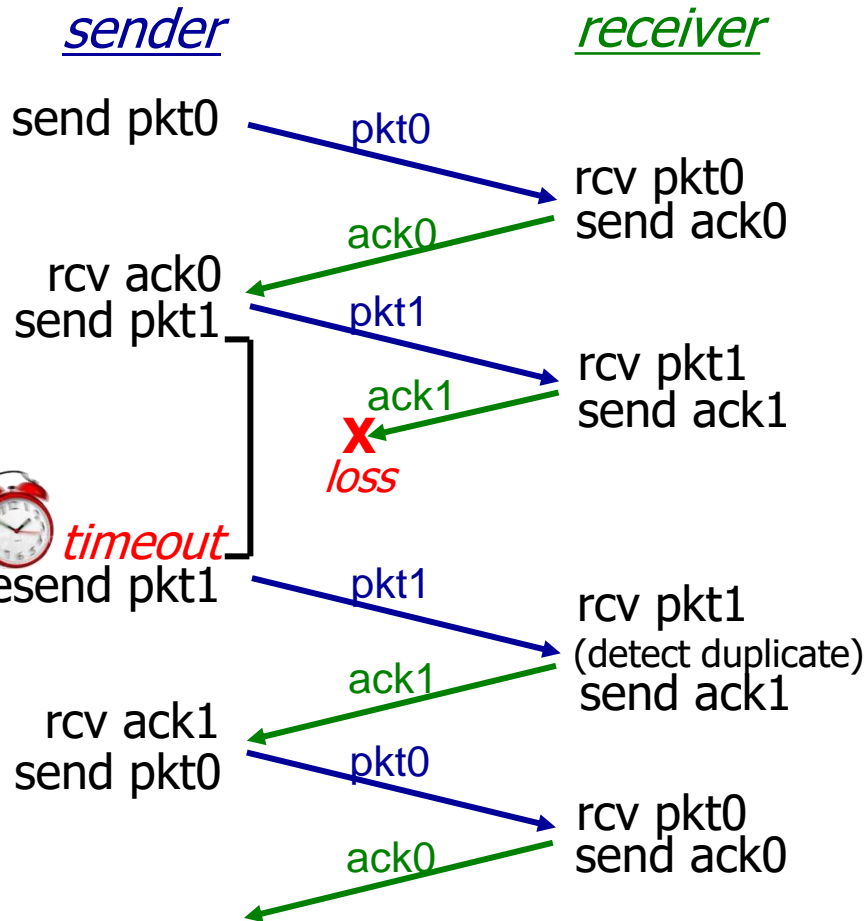 sender
receiver
send pkt0
pkt0
rcv pkt0
send ack0
ack0
rcv ack0
send pkt1
pkt1
rcv pkt1
send ack1
ack1
X
loss
timeout
esend pkt1
pkt1
rcv pkt1
(detect duplicate)
send ack1
ack1
rcv ack1
send pkt0
pkt0
rcv pkt0
send ack0
ack0